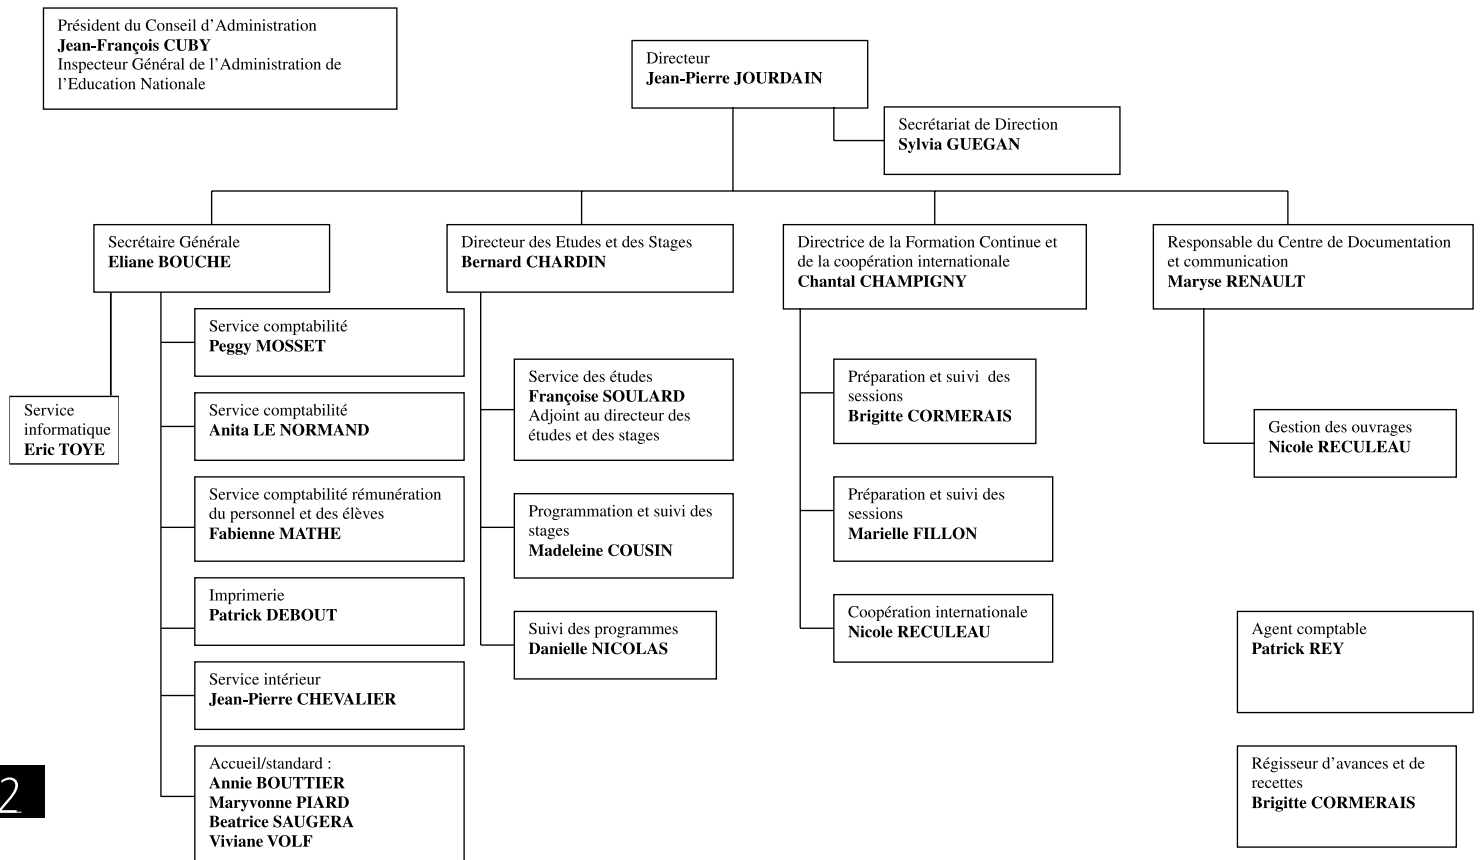 Président du Conseil d’Administration
Jean-François CUBY
Inspecteur Général de l’Administration de
l’Education Nationale
Directeur
Jean-Pierre JOURDAIN
Secrétariat de Direction
Sylvia GUEGAN
Secrétaire Générale
Eliane BOUCHE
Directeur des Etudes et des Stages
Bernard CHARDIN
Directrice de la Formation Continue et
de la coopération internationale
Chantal CHAMPIGNY
Responsable du Centre de Documentation
et communication
Maryse RENAULT
Service
informatique
Eric TOYE
Service comptabilité
Peggy MOSSET
Service comptabilité
Anita LE NORMAND
Service comptabilité rémunération
du personnel et des élèves
Fabienne MATHE
Imprimerie
Patrick DEBOUT
Service intérieur
Jean-Pierre CHEVALIER
Accueil/standard :
Annie BOUTTIER
Maryvonne PIARD
Beatrice SAUGERA
Viviane VOLF
Service des études
Françoise SOULARD
Adjoint au directeur des
études et des stages
Programmation et suivi des
stages
Madeleine COUSIN
Suivi des programmes
Danielle NICOLAS
Préparation et suivi des
sessions
Brigitte CORMERAIS
Préparation et suivi des
sessions
Marielle FILLON
Coopération internationale
Nicole RECULEAU
Gestion des ouvrages
Nicole RECULEAU
Agent comptable
Patrick REY
Régisseur d’avances et de
recettes
Brigitte CORMERAIS
2